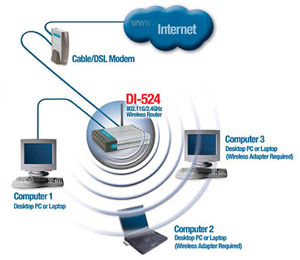 www.
Internet
Cable/DSL Modem
DI-524
802.11G/2.4GHz
Wireless Router
Computer 1
Desktop PC or Laptop
Computer 2
Desktop PC or Laptop
(Wireless Adapter Required)
Computer 3
Desktop PC or Laptop
(Wireless Adapter Required)